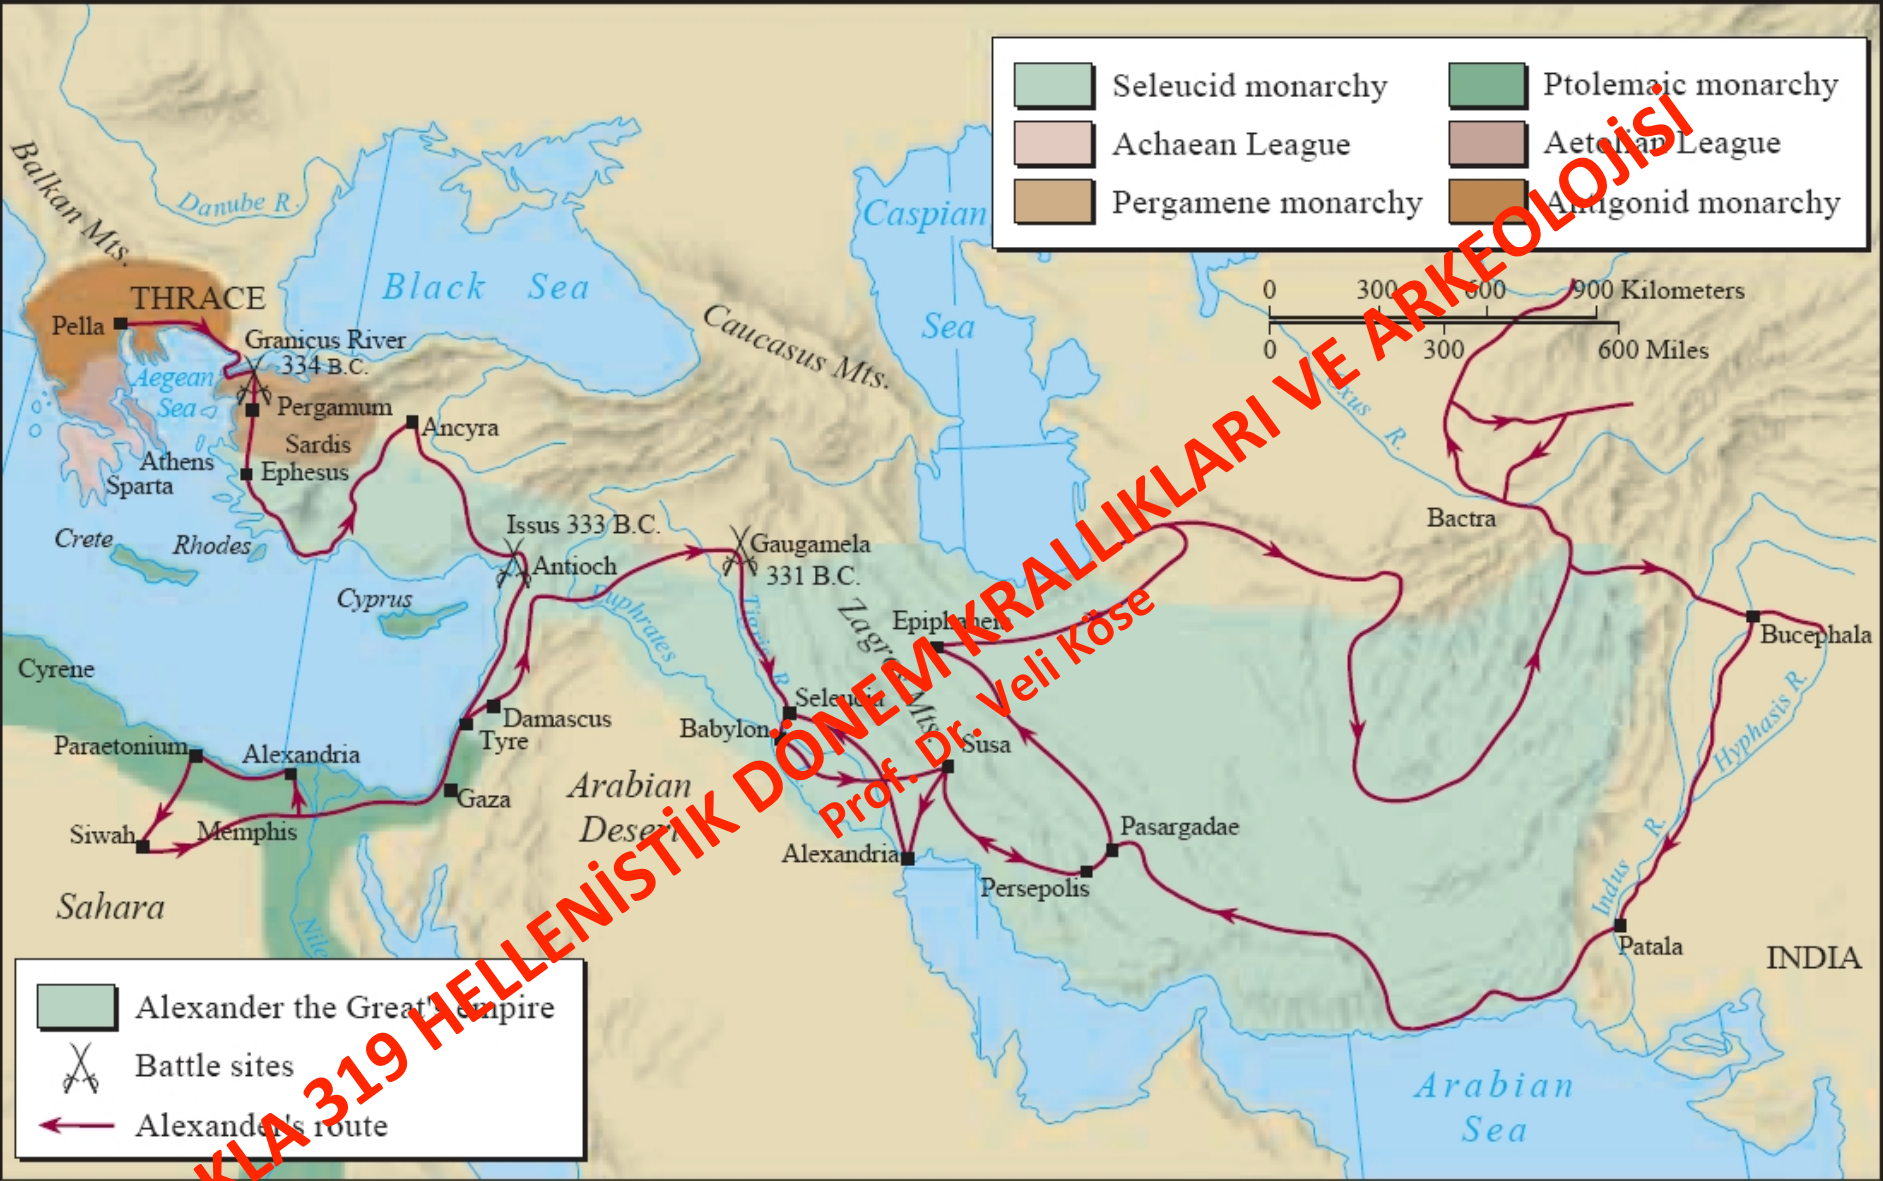 Seleucid monarchy
Ptolemaic monarchy
Achaean League
Aetolian League
Pergamene monarchy
Antigonid monarchy
0 300 600 900 Kilometers
0 300 600 Miles
Balkan Mts.
Danube R.
Black Sea
Caspian
Sea
Caucasus Mts.
THRACE
Pella
Granicus River
334 B.C.
Aegean
Sea
Pergamum
Sardis
Ancyra
Athens
Sparta
Ephesus
Crete
Rhodes
Cyprus
Issus 333 B.C.
Antioch
Gaugamela
331 B.C.
Oxus R.
Bactra
Euphrates
Tigris R.
Zagros Mts.
Epiphaneia
Bucephala
Hyphasis R.
Cyrene
Damascus
Tyre
Seleucia
Babylon
Susa
Paraetonium
Alexandria
Gaza
Arabian
Desert
Siwah
Memphis
Alexandria
Pasargadae
Persepolis
Sahara
Nile
Indus R.
Patala
INDIA
Arabian
Sea
Alexander the Great's empire
Battle sites
Alexander's route
KLA 319 HELLENİSTİK DÖNEM KRALLIKLARI VE ARKEOLOJİSİ
Prof. Dr. Veli Köse